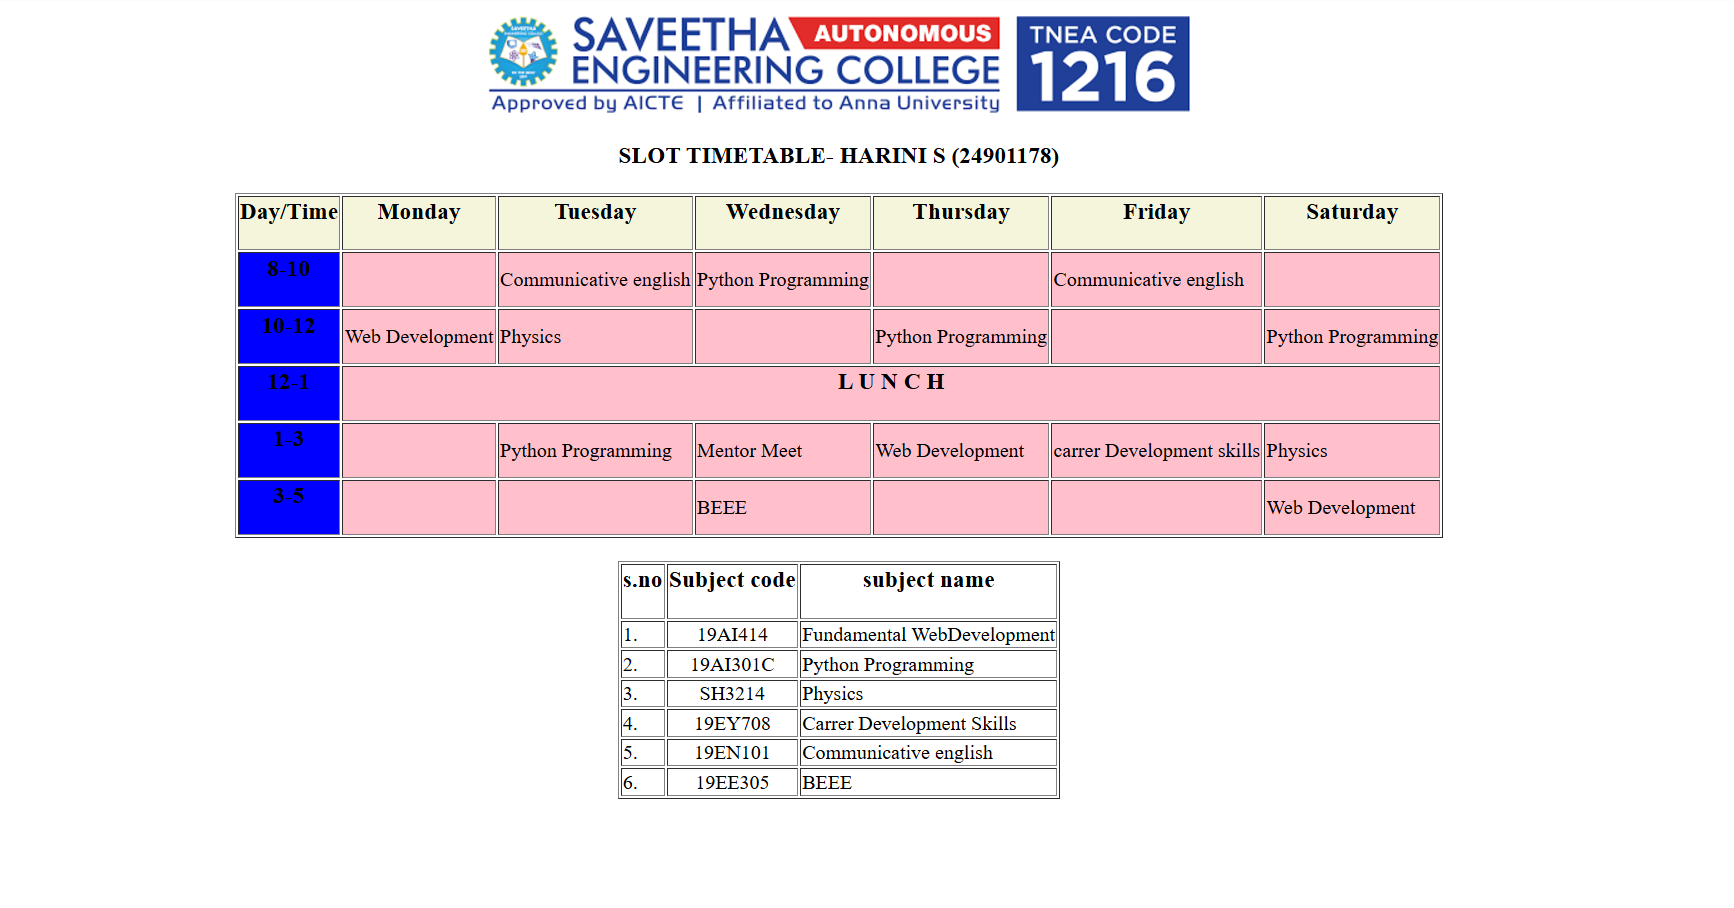 SAVEETHA AUTONOMOUS
ENGINEERING COLLEGE
Approved by AICTE | Affiliated to Anna University
TNEA CODE
1216
SLOT TIMETABLE- HARINI S (24901178)
Day/Time Monday Tuesday Wednesday Thursday Friday Saturday
8-10 Communicative english Python Programming Communicative english
10-12 Web Development Physics Python Programming Python Programming
12-1 L U N C H
1-3 Python Programming Mentor Meet Web Development carrer Development skills Physics
3-5 BEEE Web Development
s.no Subject code subject name
1. 19AI414 Fundamental WebDevelopment
2. 19AI301C Python Programming
3. SH3214 Physics
4. 19EY708 Carrer Development Skills
5. 19EN101 Communicative english
6. 19EE305 BEEE